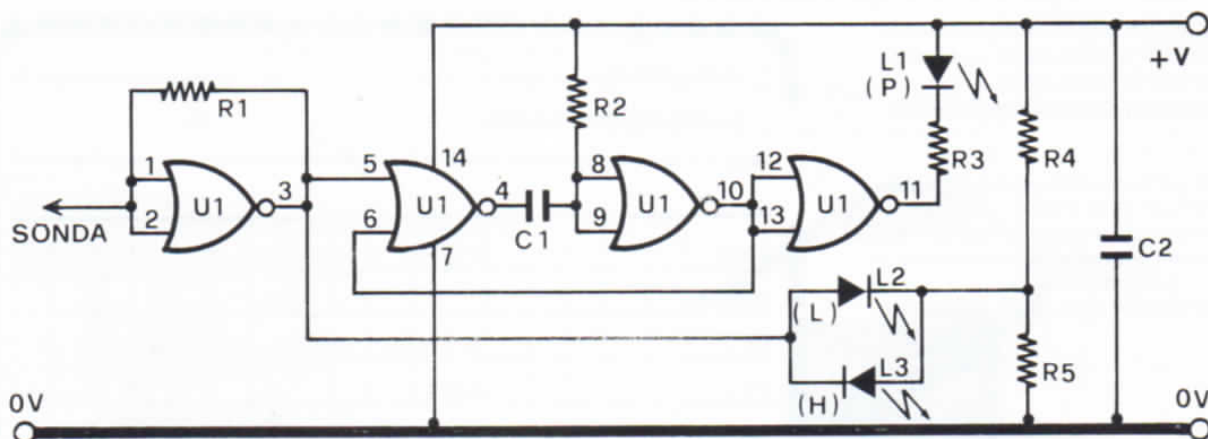 +V
L1
(P)
R1
R2
R3
R4
1
2
3
U1
5
6
14
4
U1
7
C1
8
9
10
U1
12
13
11
U1
SONDA
C2
L2
(L)
L3
(H)
R5
0V
0V